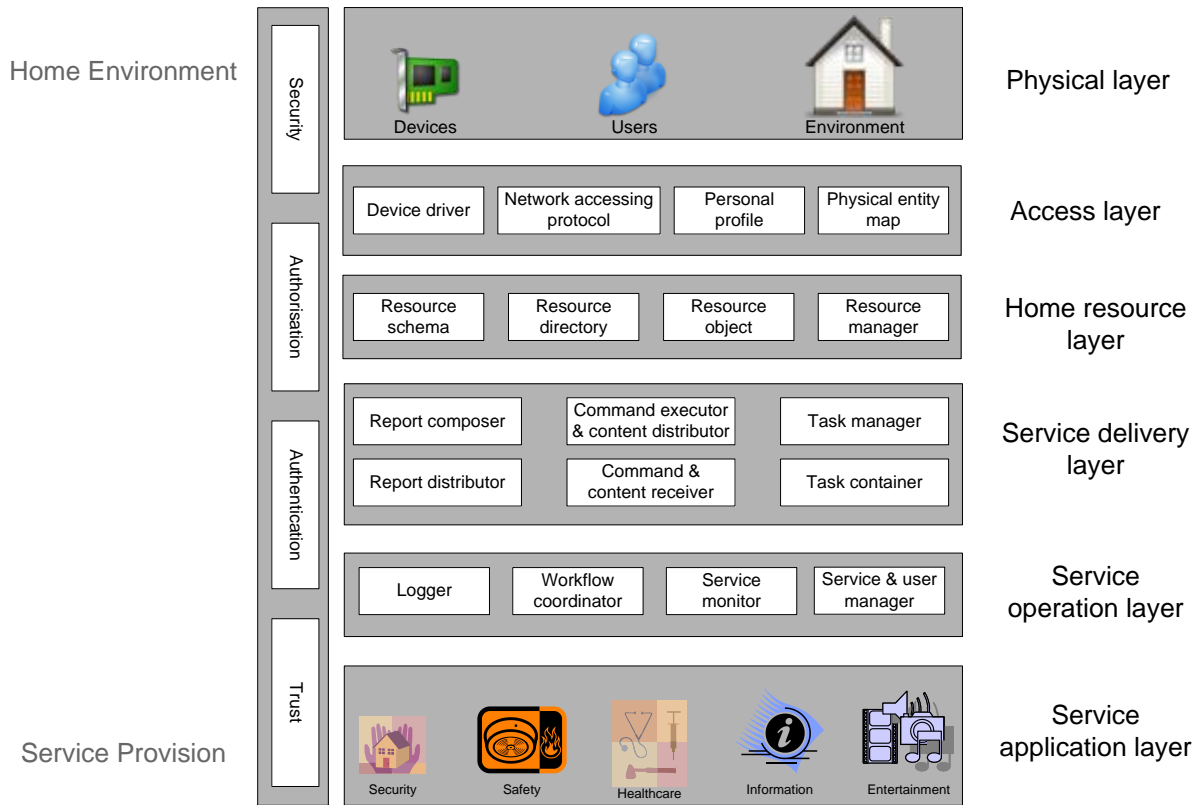 Home Environment
Service Provision
Security
Authorisation
Authentication
Trust
Devices
Users
Environment
Physical layer
Device driver
Network accessing
protocol
Personal
profile
Physical entity
map
Access layer
Resource
schema
Resource
directory
Resource
object
Resource
manager
Home resource
layer
Report composer
Command executor
& content distributor
Task manager
Report distributor
Command &
content receiver
Task container
Service delivery
layer
Logger
Workflow
coordinator
Service
monitor
Service & user
manager
Service
operation layer
Security
Safety
Healthcare
Information
Entertainment
Service
application layer